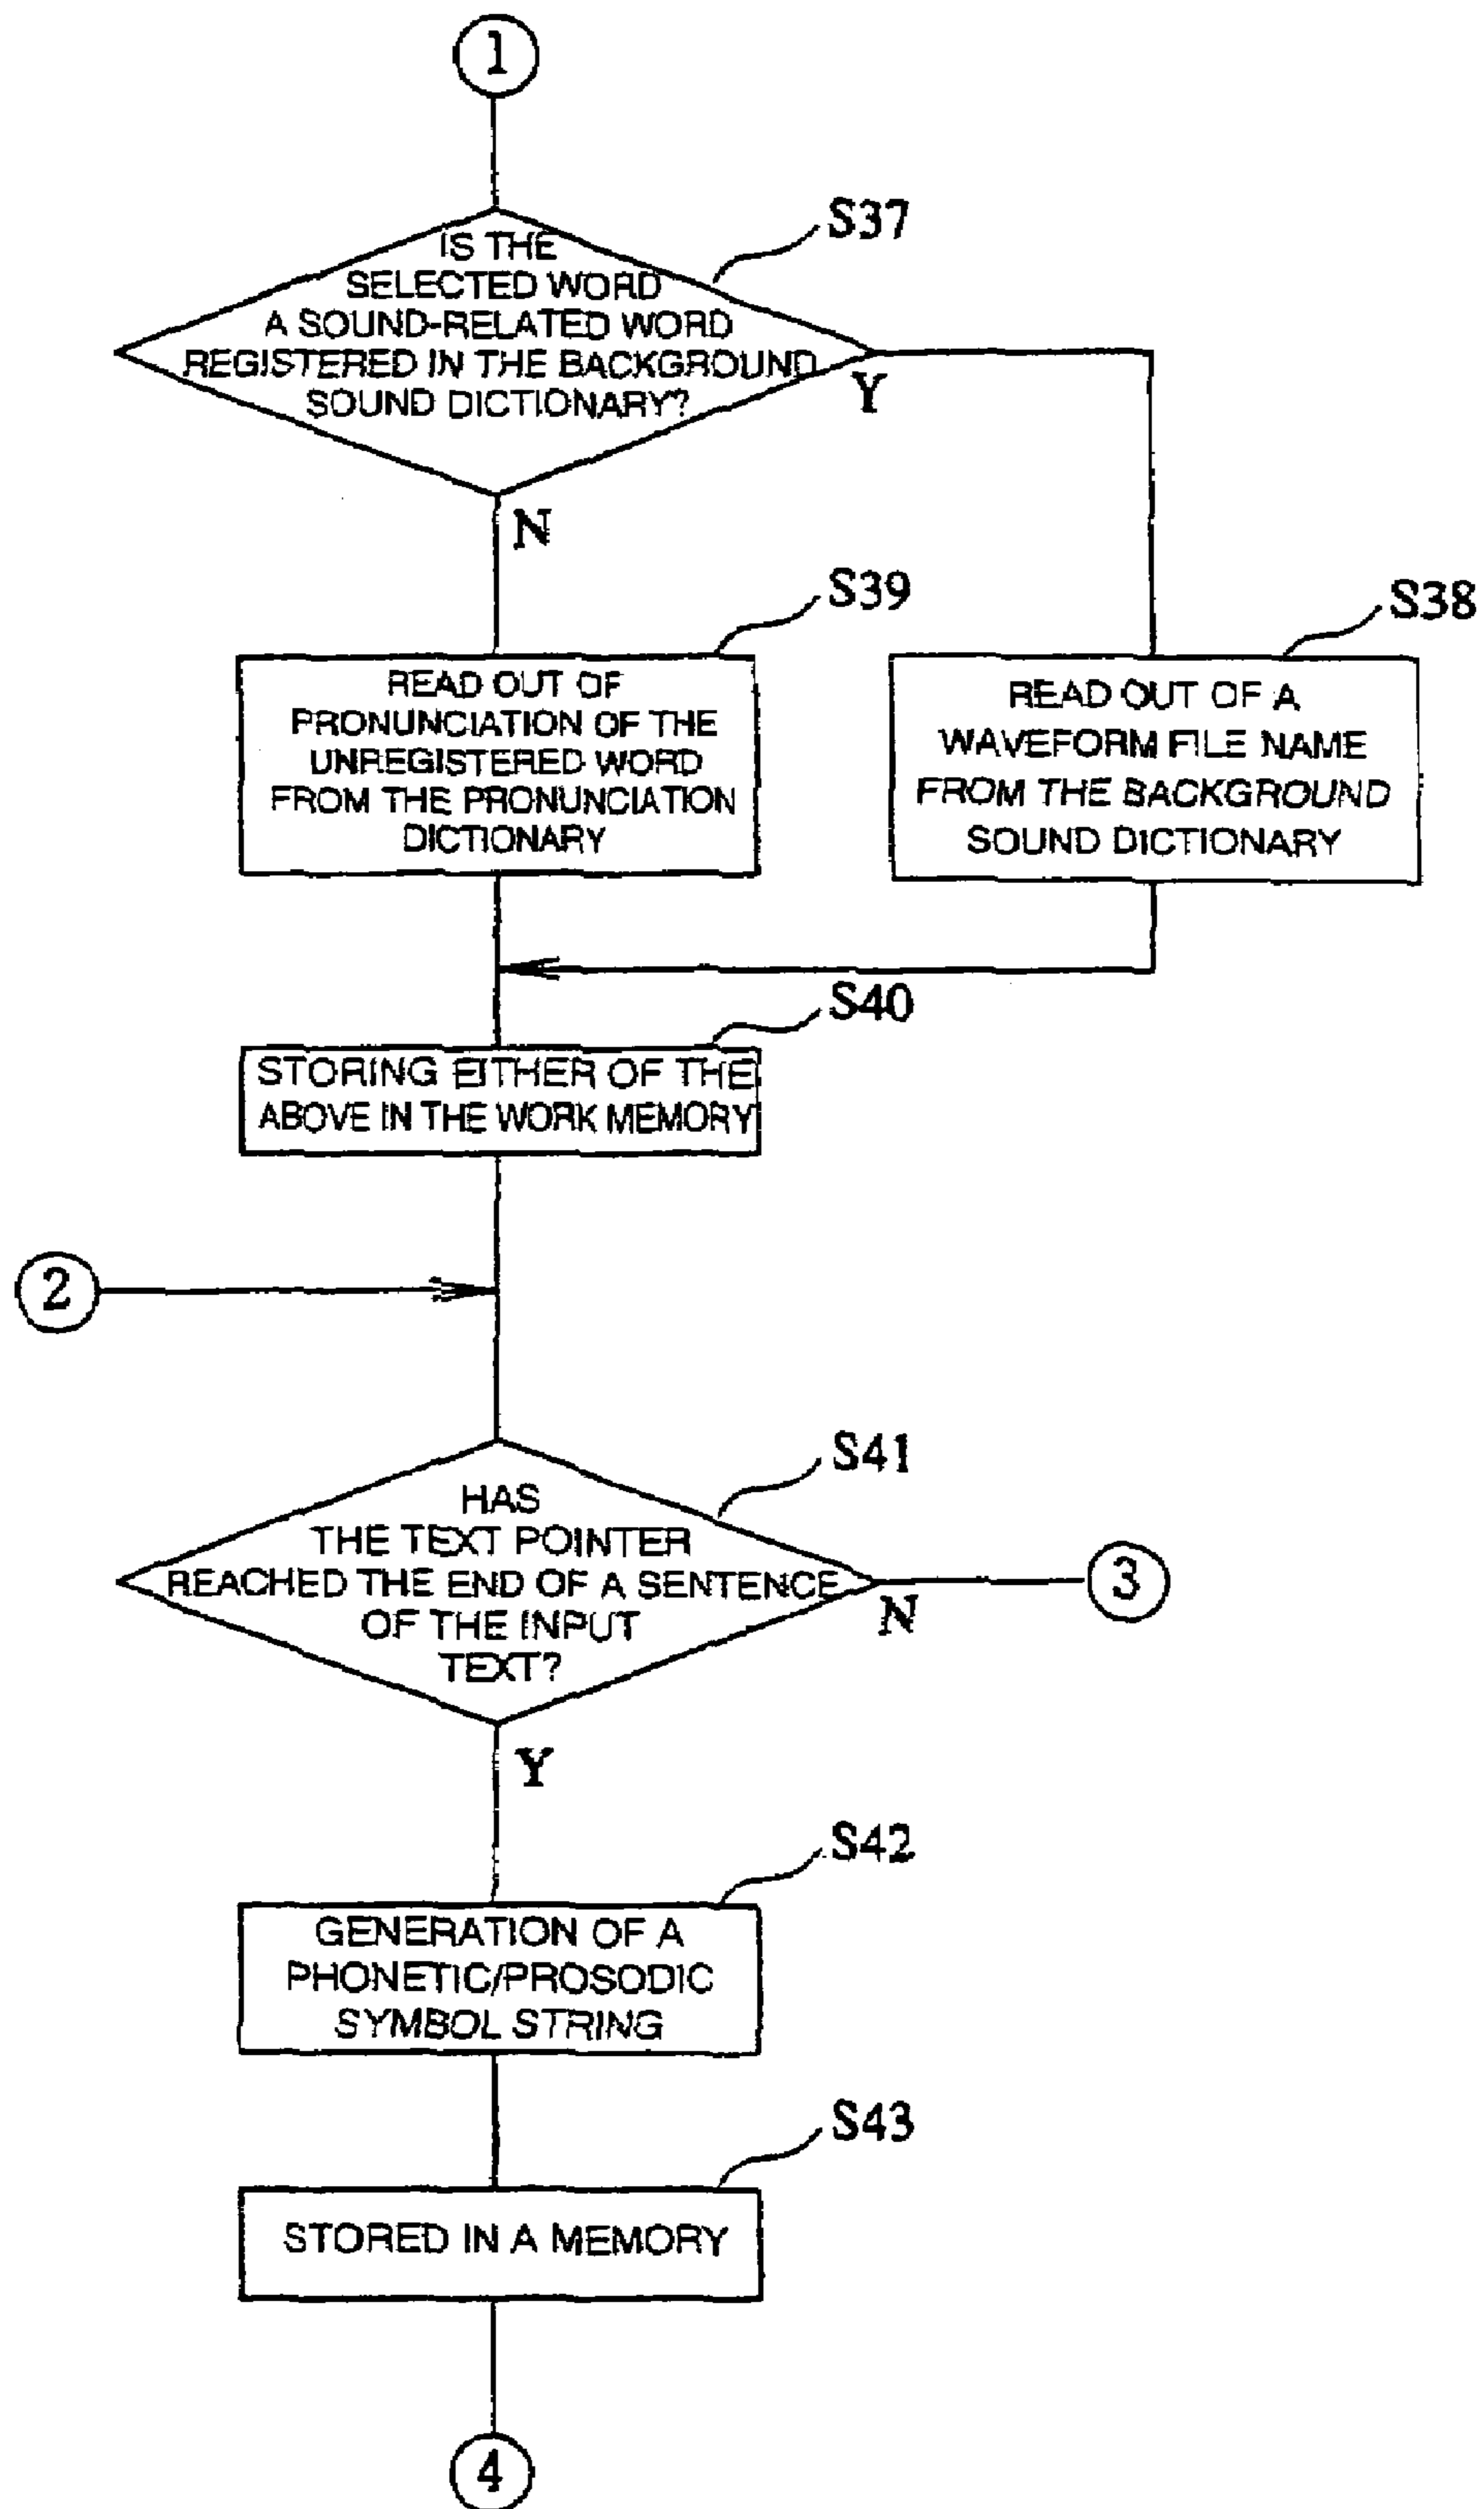 1
S37
IS THE
SELECTED WORD
A SOUND-RELATED WORD
REGISTERED IN THE BACKGROUND
SOUND DICTIONARY?
Y
N
S39
READ OUT OF
PRONUNCIATION OF THE
UNREGISTERED WORD
FROM THE PRONUNCIATION
DICTIONARY
S38
READ OUT OF A
WAVEFORM FILE NAME
FROM THE BACKGROUND
SOUND DICTIONARY
S40
STORING EITHER OF THE
ABOVE IN THE WORK MEMORY
2
S41
HAS
THE TEXT POINTER
REACHED THE END OF A SENTENCE
OF THE INPUT
TEXT?
N
3
Y
S42
GENERATION OF A
PHONETIC/PROSODIC
SYMBOL STRING
S43
STORED IN A MEMORY
4